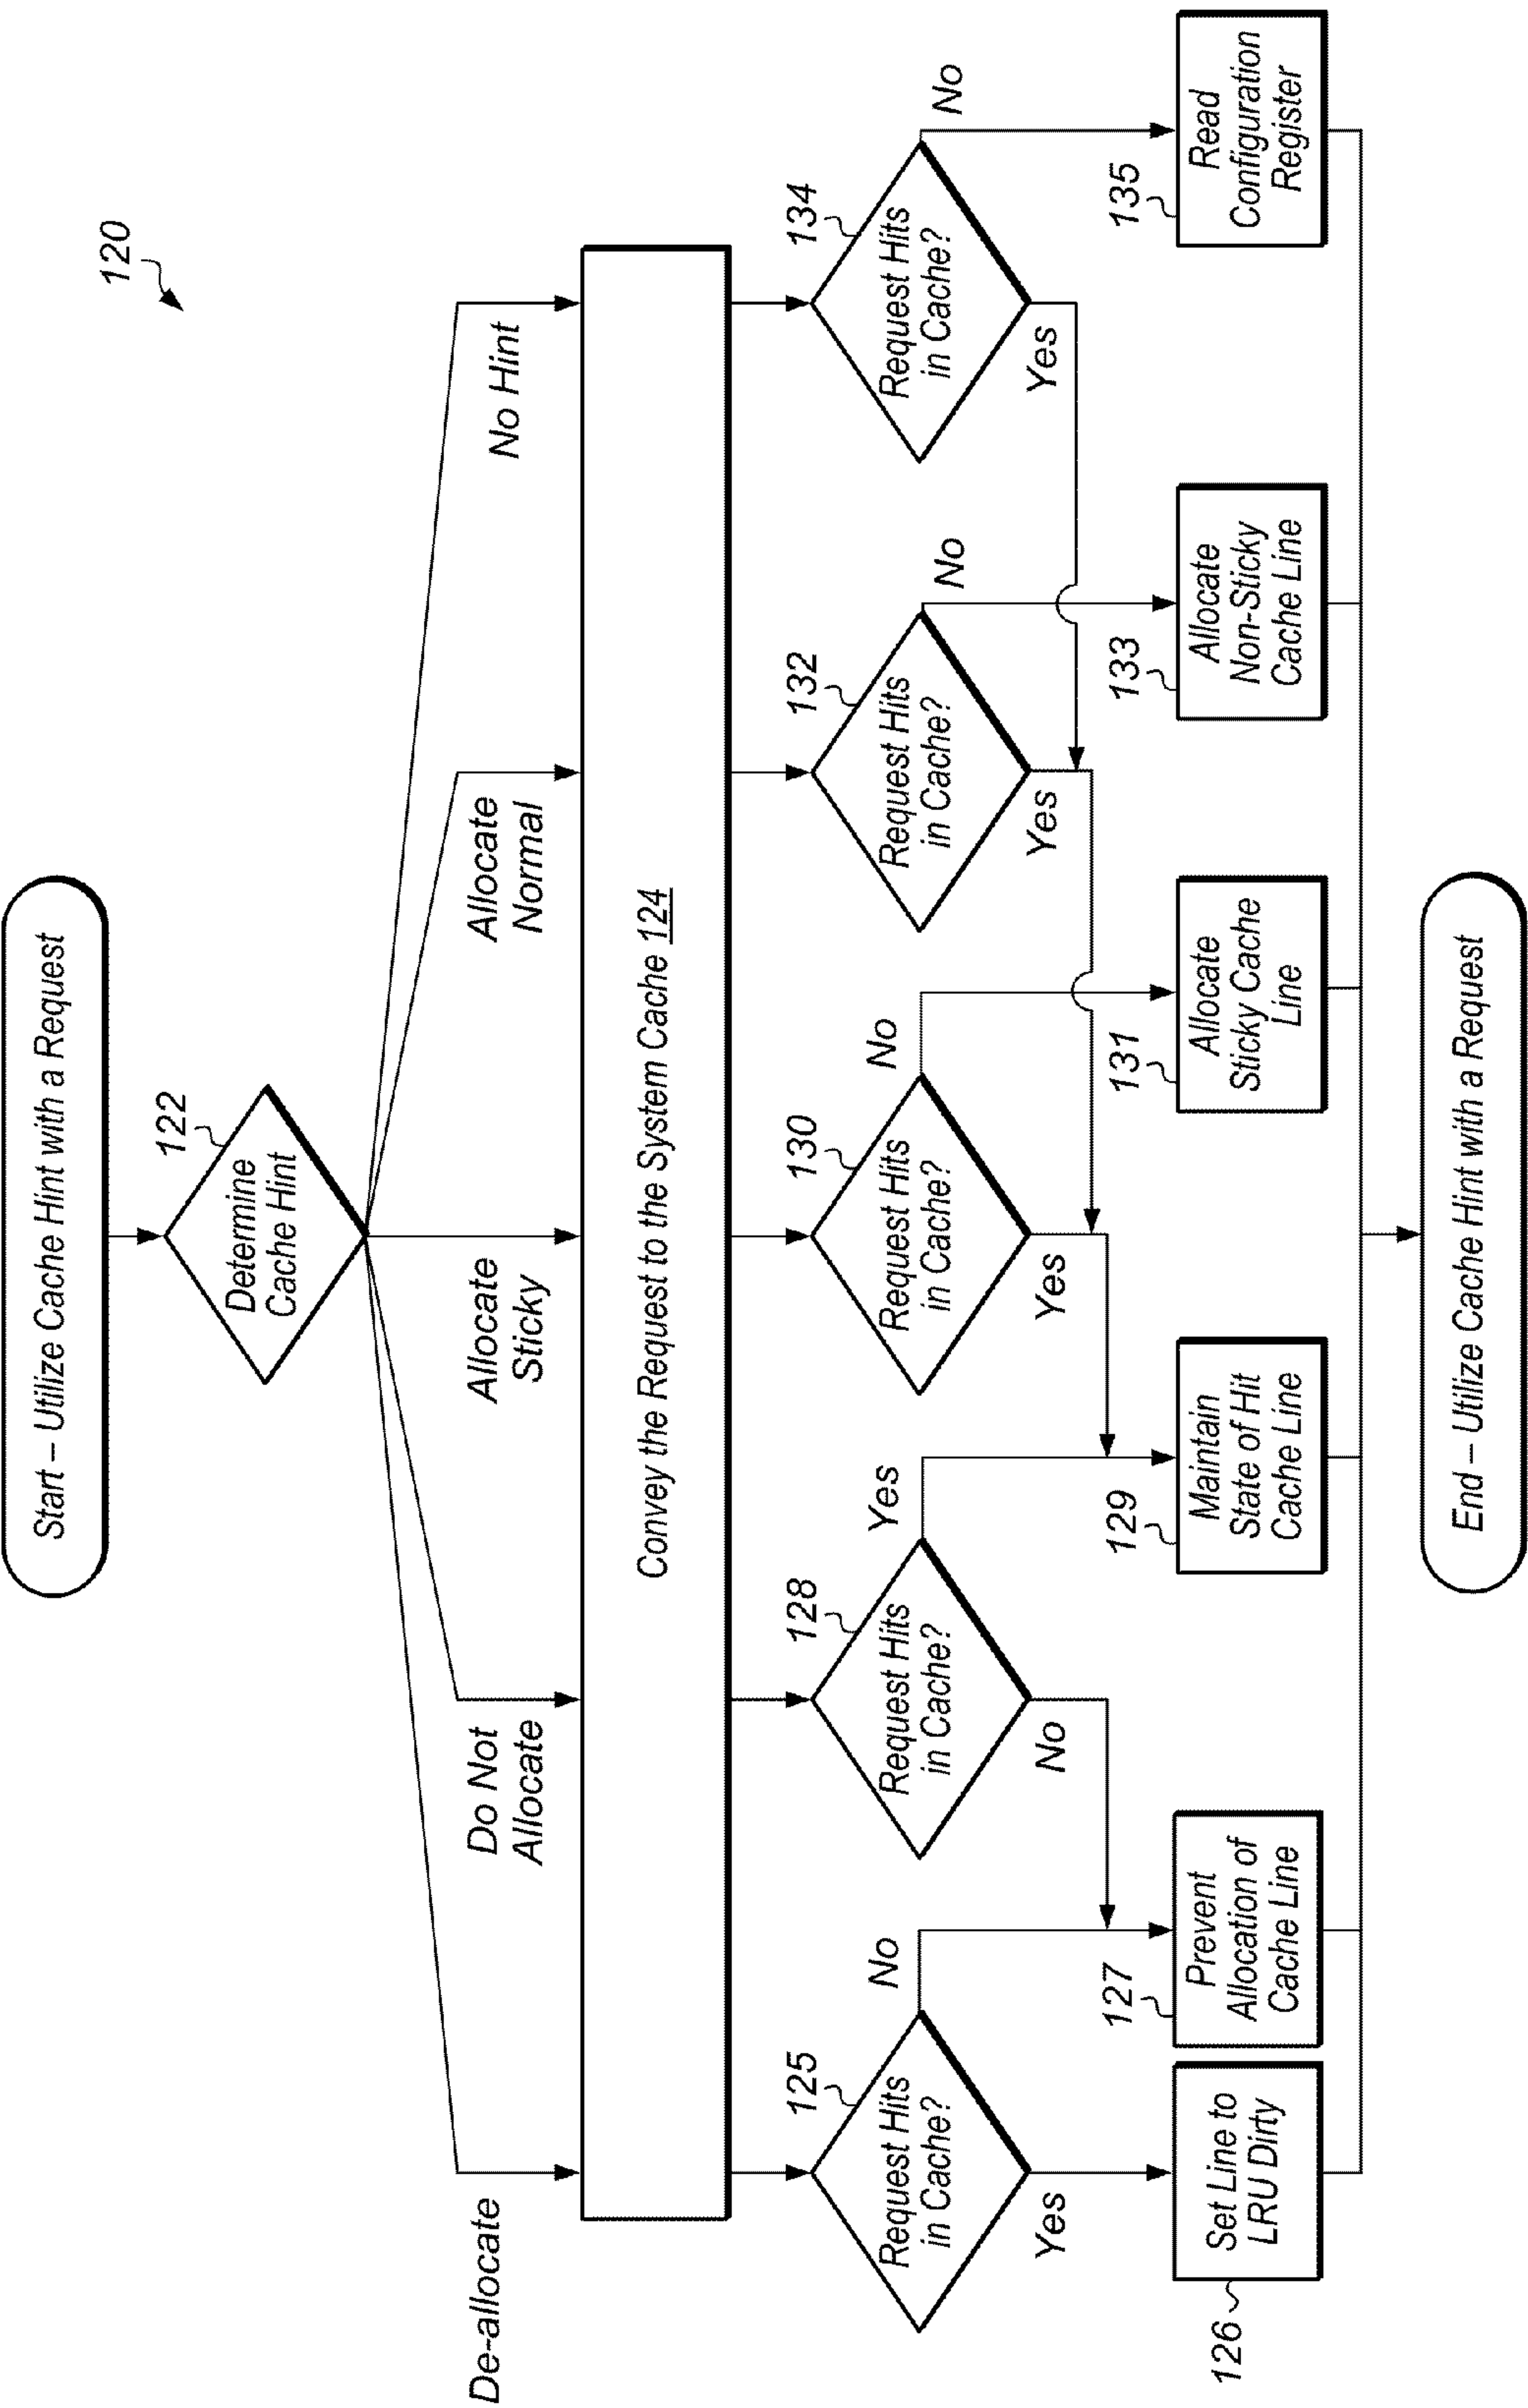 120
Start – Utilize Cache Hint with a Request
122
Determine
Cache Hint
De-allocate
Do Not
Allocate
Allocate
Sticky
Allocate
Normal
No Hint
Convey the Request to the System Cache 124
125
Request Hits
in Cache?
No
Yes
128
Request Hits
in Cache?
Yes
No
130
Request Hits
in Cache?
No
Yes
132
Request Hits
in Cache?
No
Yes
134
Request Hits
in Cache?
No
Yes
126
Set Line to
LRU Dirty
127
Prevent
Allocation of
Cache Line
129
Maintain
State of Hit
Cache Line
131
Allocate
Sticky Cache
Line
133
Allocate
Non-Sticky
Cache Line
135
Read
Configuration
Register
End – Utilize Cache Hint with a Request